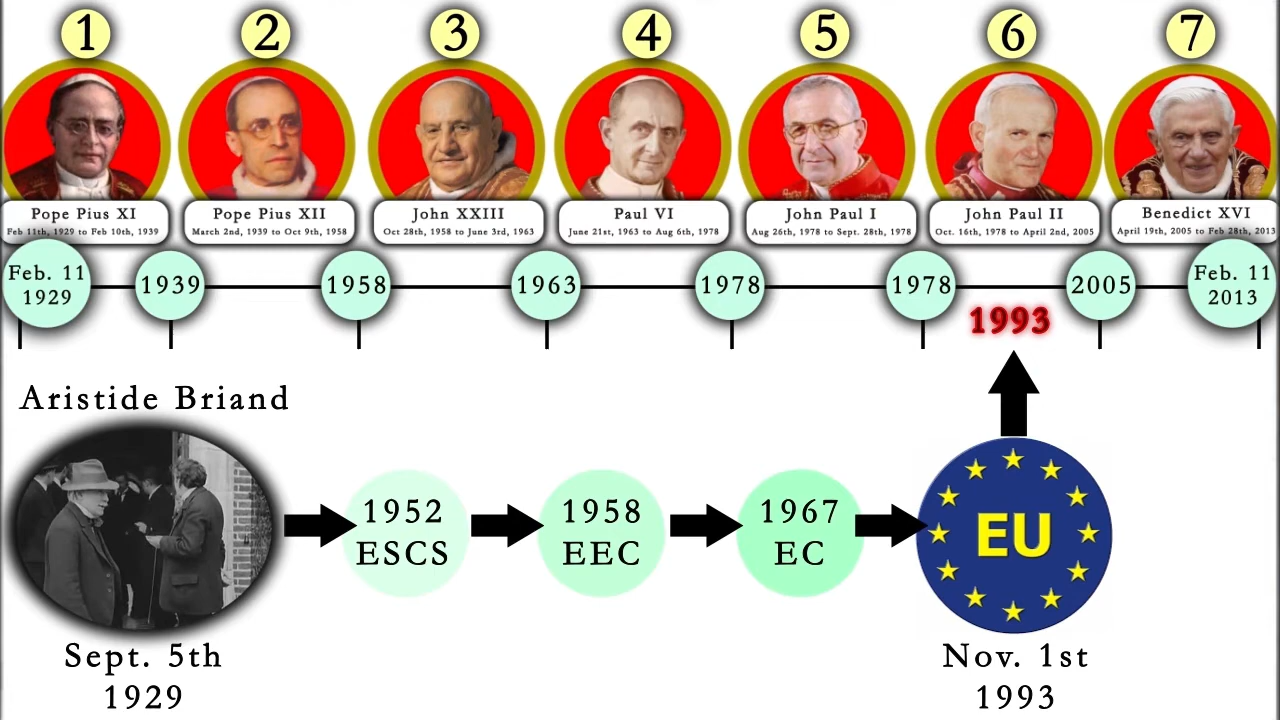 1 2 3 4 5 6 7
Pope Pius XI
Feb 11th, 1929 to Feb 10th, 1939
Pope Pius XII
March 2nd, 1939 to Oct 9th, 1958
John XXIII
Oct 28th, 1958 to June 3rd, 1963
Paul VI
June 21st, 1963 to Aug 6th, 1978
John Paul I
Aug 26th, 1978 to Sept. 28th, 1978
John Paul II
Oct. 16th, 1978 to April 2nd, 2005
Benedict XVI
April 19th, 2005 to Feb 28th, 2013
Feb. 11
1929
1939
1958
1963
1978
1978
2005
Feb. 11
2013
1993
Aristide Briand
1952
ESCS
1958
EEC
1967
EC
EU
Sept. 5th
1929
Nov. 1st
1993